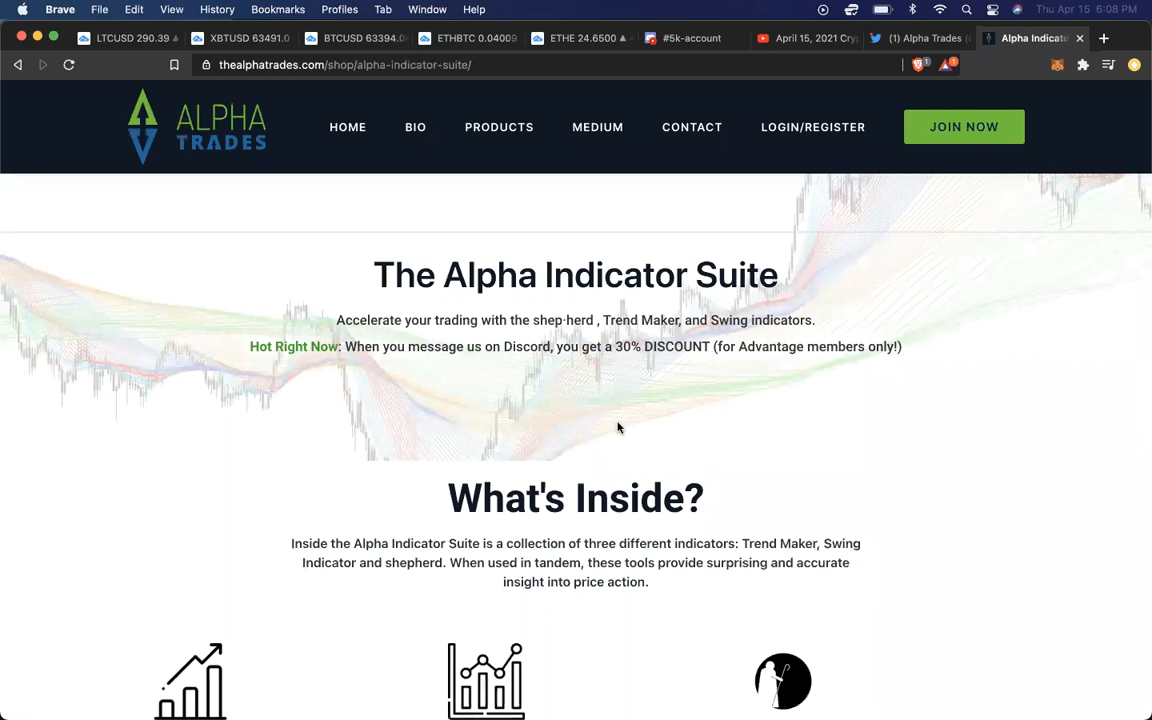 Brave File Edit View History Bookmarks Profiles Tab Window Help Thu Apr 15 6:08 PM
LTCUSD 290.39 XBTUSD 63491.0 BTCUSD 63394.0 ETHBTC 0.04009 ETHE 24.6500 #5k-account April 15, 2021 Cry (1) Alpha Trades Alpha Indicate
thealphatrades.com/shop/alpha-indicator-suite/ 1 1
ALPHA
TRADES
HOME BIO PRODUCTS MEDIUM CONTACT LOGIN/REGISTER JOIN NOW
The Alpha Indicator Suite
Accelerate your trading with the shep·herd , Trend Maker, and Swing indicators.
Hot Right Now: When you message us on Discord, you get a 30% DISCOUNT (for Advantage members only!)
What's Inside?
Inside the Alpha Indicator Suite is a collection of three different indicators: Trend Maker, Swing
Indicator and shepherd. When used in tandem, these tools provide surprising and accurate
insight into price action.